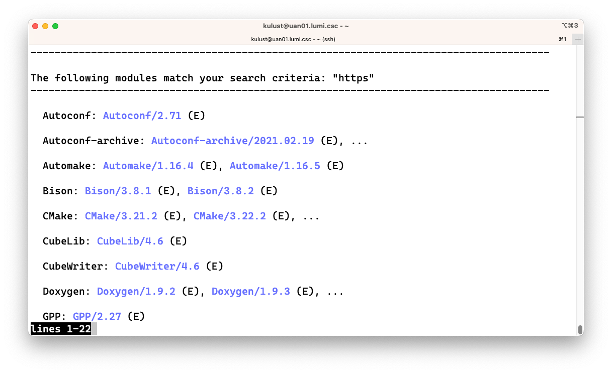 kulust@uan01.lumi.csc - ~
⌥⌘3
kulust@uan01.lumi.csc - ~ (ssh)
⌘1
----------------------------------------------------------------------------------------
The following modules match your search criteria: "https"
----------------------------------------------------------------------------------------
Autoconf: Autoconf/2.71 (E)
Autoconf-archive: Autoconf-archive/2021.02.19 (E), ...
Automake: Automake/1.16.4 (E), Automake/1.16.5 (E)
Bison: Bison/3.8.1 (E), Bison/3.8.2 (E)
CMake: CMake/3.21.2 (E), CMake/3.22.2 (E), ...
CubeLib: CubeLib/4.6 (E)
CubeWriter: CubeWriter/4.6 (E)
Doxygen: Doxygen/1.9.2 (E), Doxygen/1.9.3 (E), ...
GPP: GPP/2.27 (E)
lines 1-22